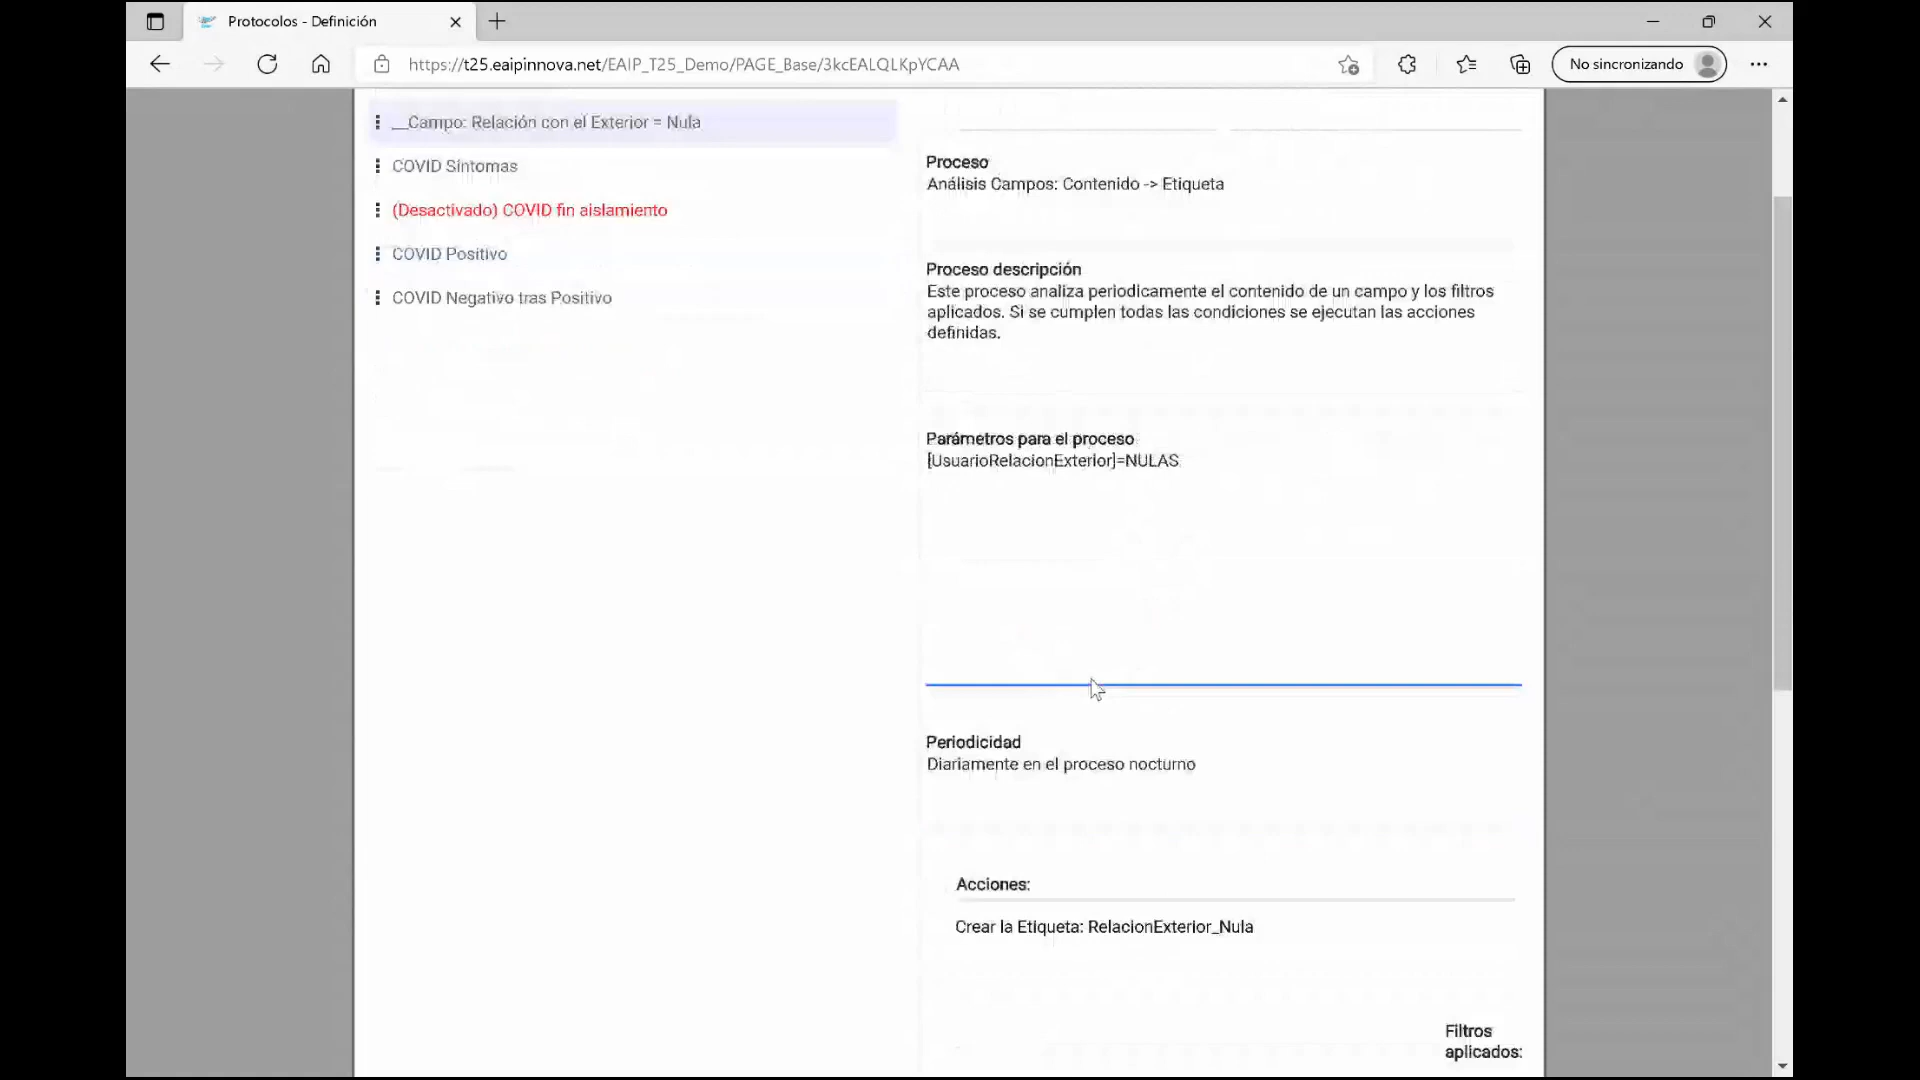 Protocolos - Definición
https://t25.eaipinnova.net/EAIP_T25_Demo/PAGE_Base/3kcEALQLKpYCAA
No sincronizando
__Campo: Relación con el Exterior = Nula
COVID Sintomas
(Desactivado) COVID fin aislamiento
COVID Positivo
COVID Negativo tras Positivo
Proceso
Análisis Campos: Contenido -> Etiqueta
Proceso descripción
Este proceso analiza periodicamente el contenido de un campo y los filtros
aplicados. Si se cumplen todas las condiciones se ejecutan las acciones
definidas.
Parámetros para el proceso
[UsuarioRelacionExterior]=NULAS
Periodicidad
Diariamente en el proceso nocturno
Acciones:
Crear la Etiqueta: RelacionExterior_Nula
Filtros
aplicados: